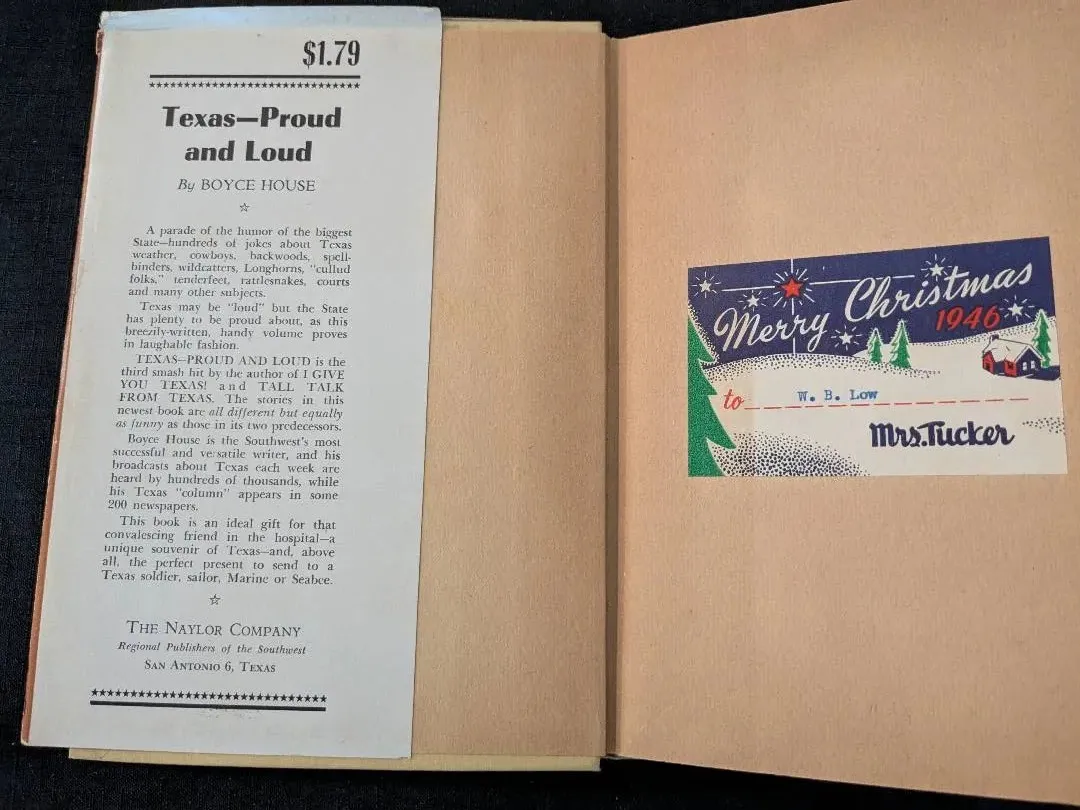 $1.79
Texas—Proud
and Loud
By BOYCE HOUSE
A parade of the humor of the biggest
State—hundreds of jokes about Texas
weather, cowboys, backwoods, spell-
binders, wildcatters, Longhorns, "cullud
folks," tenderfeet, rattlesnakes, courts
and many other subjects.
Texas may be "loud" but the State
has plenty to be proud about, as this
breezily-written, handy volume proves
in laughable fashion.
TEXAS—PROUD AND LOUD is the
third smash hit by the author of I GIVE
YOU TEXAS! and TALL TALK
FROM TEXAS. The stories in this
newest book are all different but equally
as funny as those in its two predecessors.
Boyce House is the Southwest's most
successful and versatile writer, and his
broadcasts about Texas each week are
heard by hundreds of thousands, while
his Texas "column" appears in some
200 newspapers.
This book is an ideal gift for that
convalescing friend in the hospital—a
unique souvenir of Texas—and, above
all, the perfect present to send to a
Texas soldier, sailor, Marine or Seabee.
THE NAYLOR COMPANY
Regional Publishers of the Southwest
SAN ANTONIO 6, TEXAS
Merry Christmas
1946
to W. B. Low
Mrs. Tucker